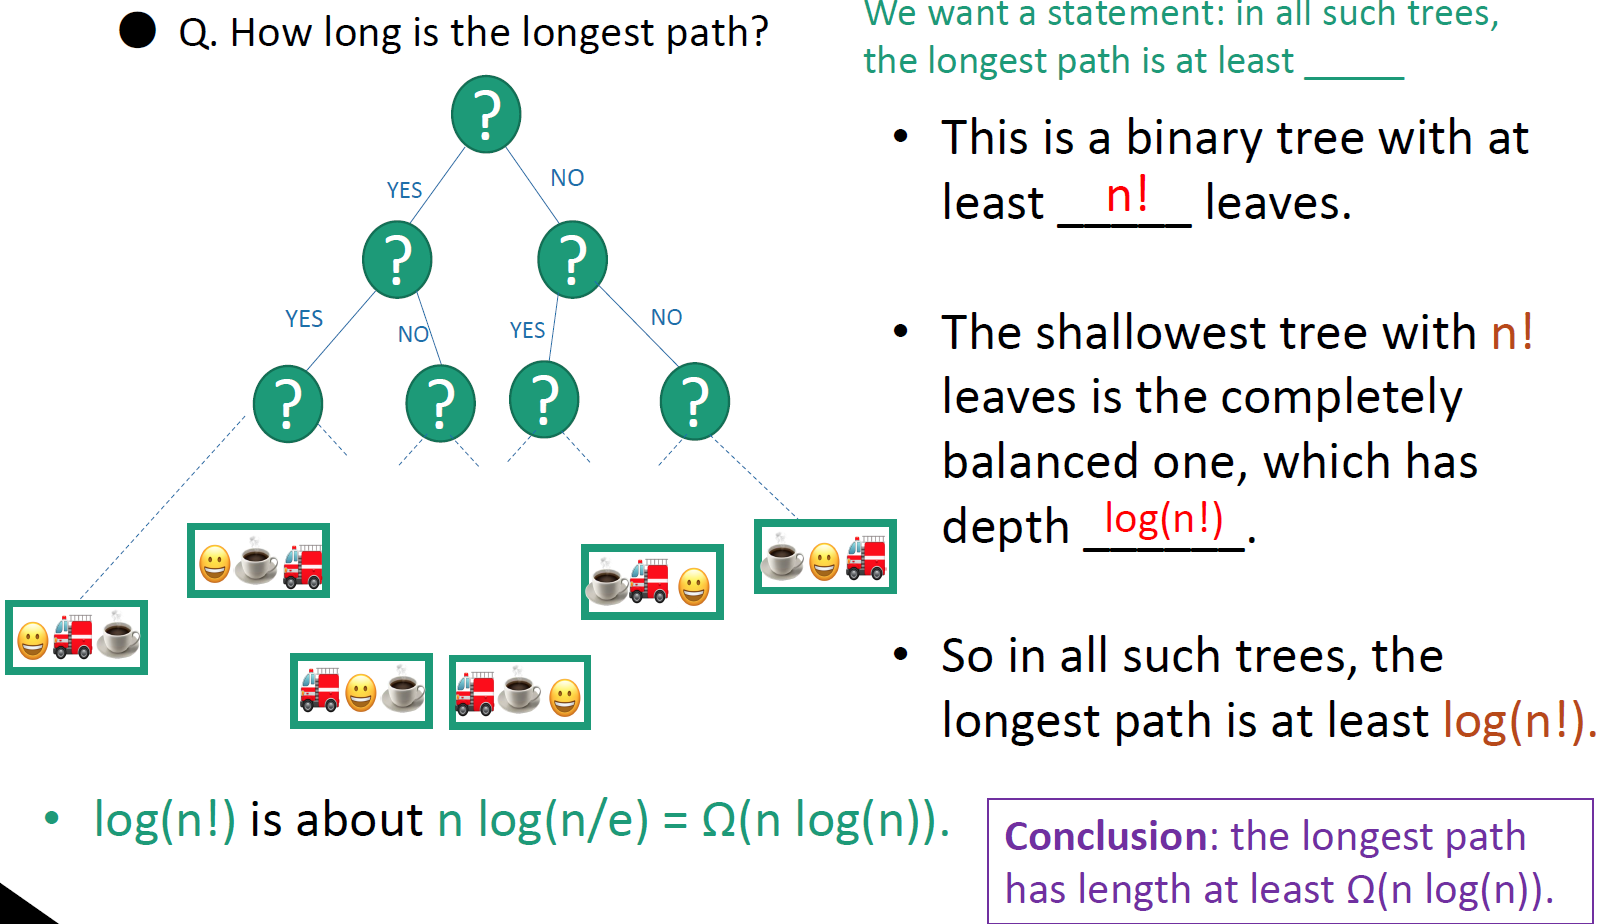 ● Q. How long is the longest path?
We want a statement: in all such trees,
the longest path is at least _____
?
YES
NO
?
?
YES
NO
YES
NO
?
?
?
?
• This is a binary tree with at
least __n!__ leaves.
• The shallowest tree with n!
leaves is the completely
balanced one, which has
depth _log(n!)_.
• So in all such trees, the
longest path is at least log(n!).
• log(n!) is about n log(n/e) = Ω(n log(n)).
Conclusion: the longest path
has length at least Ω(n log(n)).